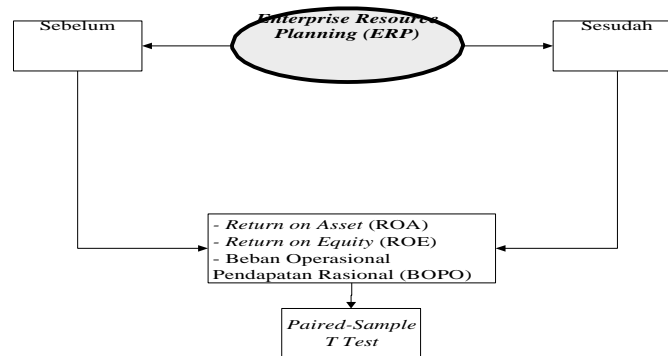 Sebelum
Enterprise Resource
Planning (ERP)
Sesudah
- Return on Asset (ROA)
- Return on Equity (ROE)
- Beban Operasional
Pendapatan Rasional (BOPO)
Paired-Sample
T Test